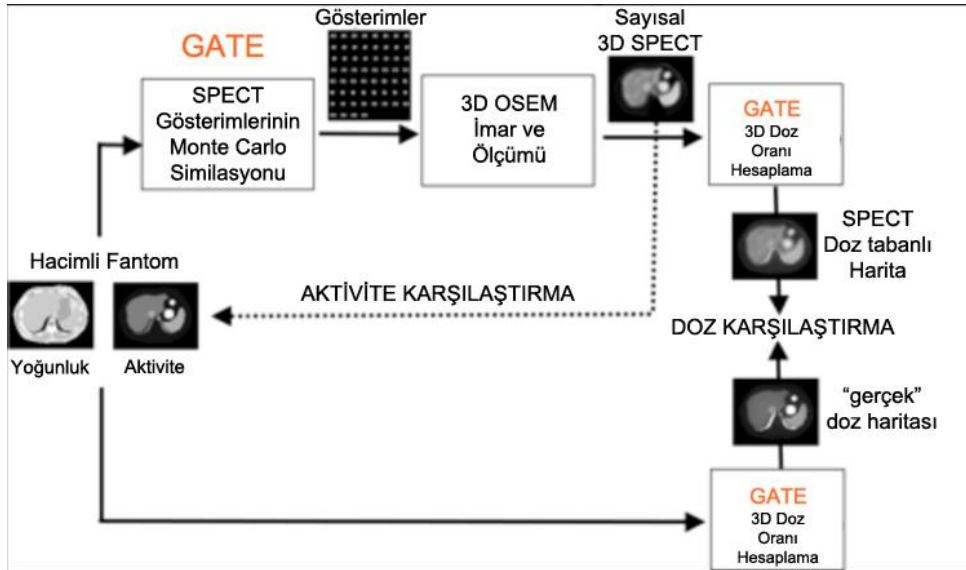 Gösterimler
Sayısal
3D SPECT
GATE
SPECT
Gösterimlerinin
Monte Carlo
Similasyonu
3D OSEM
İmar ve
Ölçümü
GATE
3D Doz
Oranı
Hesaplama
SPECT
Doz tabanlı
Harita
Hacimli Fantom
AKTİVİTE KARŞILAŞTIRMA
DOZ KARŞILAŞTIRMA
Yoğunluk
Aktivite
“gerçek”
doz haritası
GATE
3D Doz
Oranı
Hesaplama